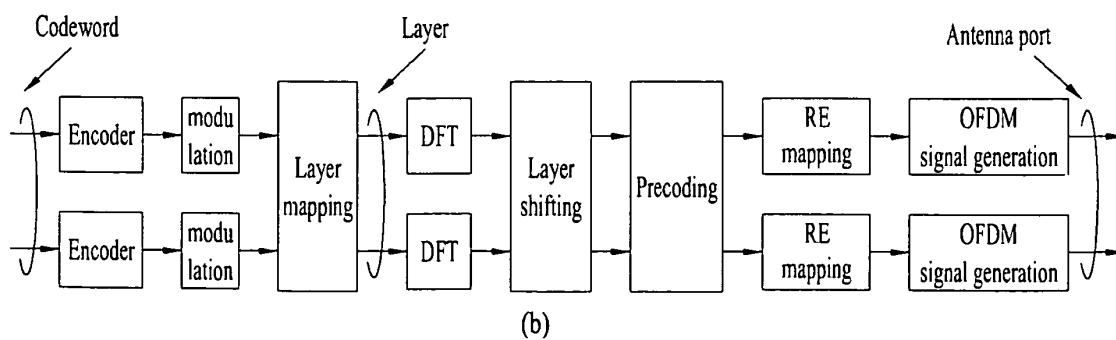 Codeword
Layer
Antenna port
Encoder
modu
lation
Layer
mapping
DFT
Layer
shifting
Precoding
RE
mapping
OFDM
signal generation
Encoder
modu
lation
DFT
RE
mapping
OFDM
signal generation
(b)